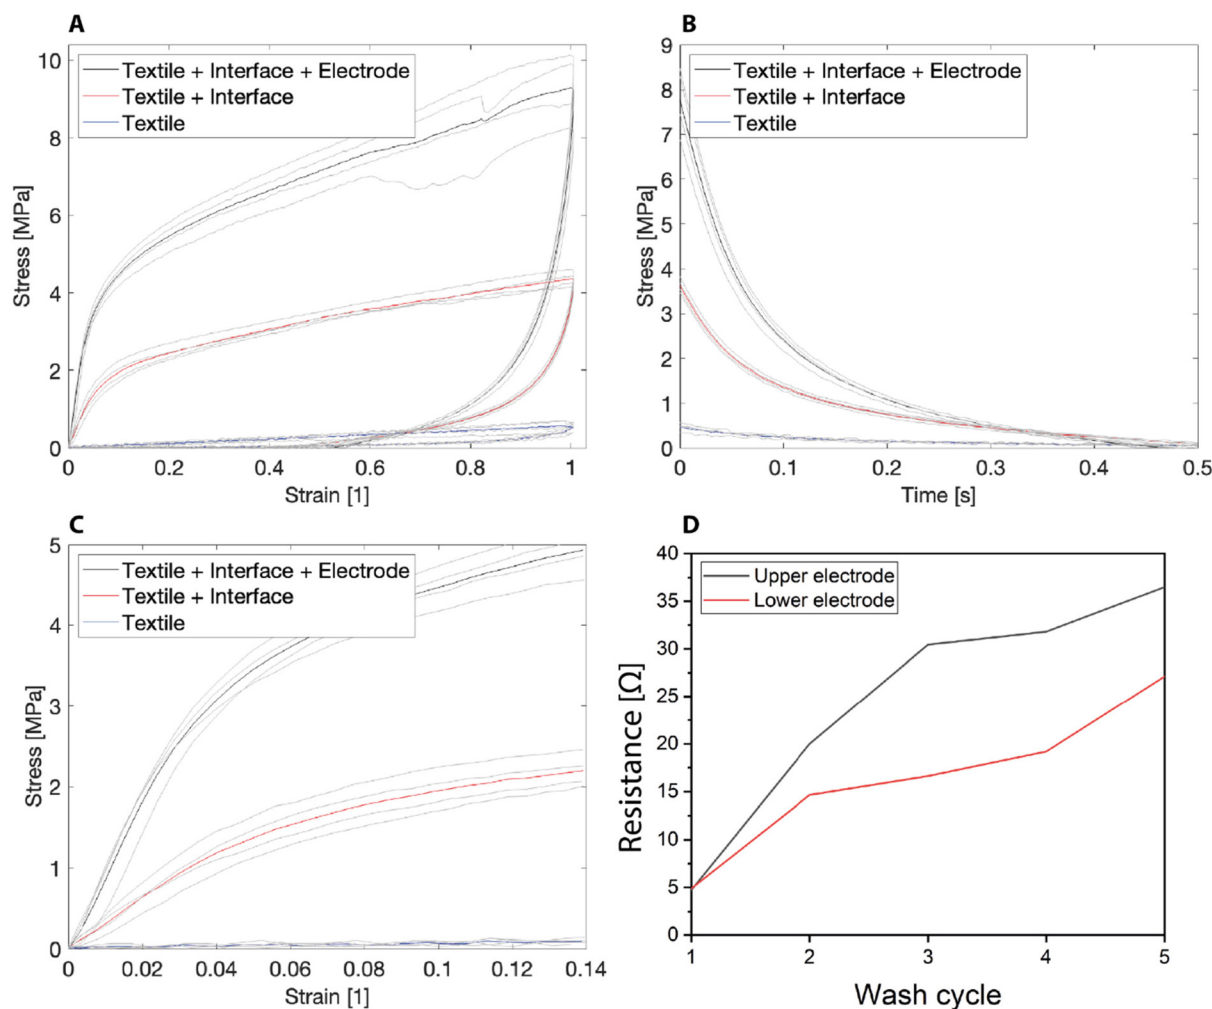 A
Textile + Interface + Electrode
Textile + Interface
Textile
10
8
6
4
2
0
Stress [MPa]
0
0.2
0.4
0.6
0.8
1
Strain [1]
B
Textile + Interface + Electrode
Textile + Interface
Textile
9
8
7
6
5
4
3
2
1
0
Stress [MPa]
0
0.1
0.2
0.3
0.4
0.5
Time [s]
C
Textile + Interface + Electrode
Textile + Interface
Textile
5
4
3
2
1
0
Stress [MPa]
0
0.02
0.04
0.06
0.08
0.1
0.12
0.14
Strain [1]
D
Upper electrode
Lower electrode
40
35
30
25
20
15
10
5
0
Resistance [Ω]
1
2
3
4
5
Wash cycle